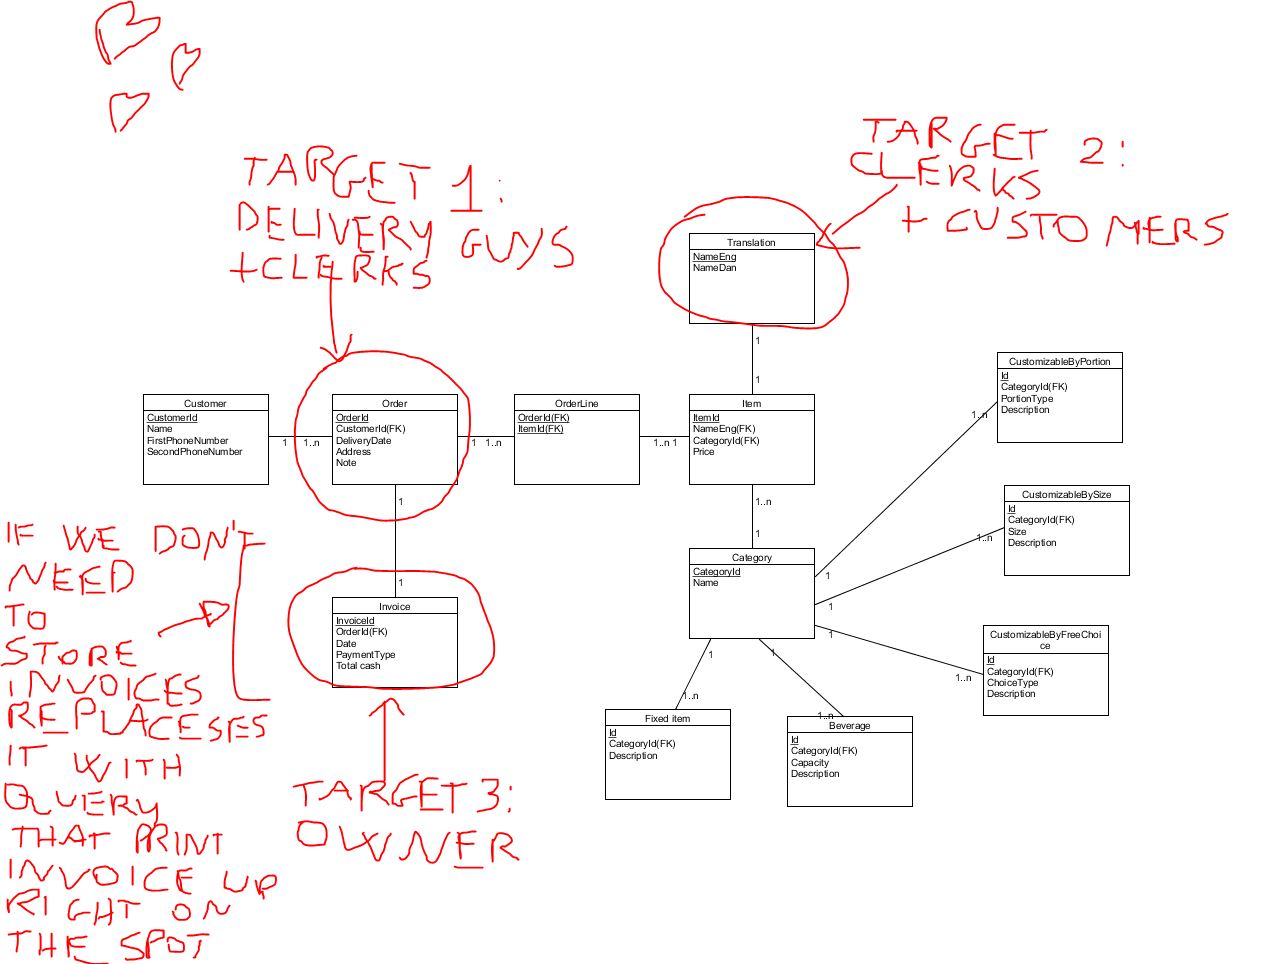 TARGET 1:
DELIVERY GUYS
+CLERKS
TARGET 2:
CLERKS
+ CUSTOMERS
Translation
NameEng
NameDan
1
1
Customer
CustomerId
Name
FirstPhoneNumber
SecondPhoneNumber
1
1..n
Order
OrderId
CustomerId(FK)
DeliveryDate
Address
Note
1
1..n
OrderLine
OrderId(FK)
ItemId(FK)
1..n
1
Item
ItemId
NameEng(FK)
CategoryId(FK)
Price
1..n
1
1
1
Invoice
InvoiceId
OrderId(FK)
Date
PaymentType
Total cash
Category
CategoryId
Name
1
1..n
CustomizableByPortion
Id
CategoryId(FK)
PortionType
Description
1
1..n
CustomizableBySize
Id
CategoryId(FK)
Size
Description
1
1..n
CustomizableByFreeChoi
ce
Id
CategoryId(FK)
ChoiceType
Description
1
1..n
Fixed item
Id
CategoryId(FK)
Description
1
1..n
Beverage
Id
CategoryId(FK)
Capacity
Description
IF WE DON'T
NEED
TO
STORE
INVOICES
REPLACESES
IT WITH
QUERY
THAT PRINT
INVOICE UP
RIGHT ON
THE SPOT
TARGET 3:
OWNER